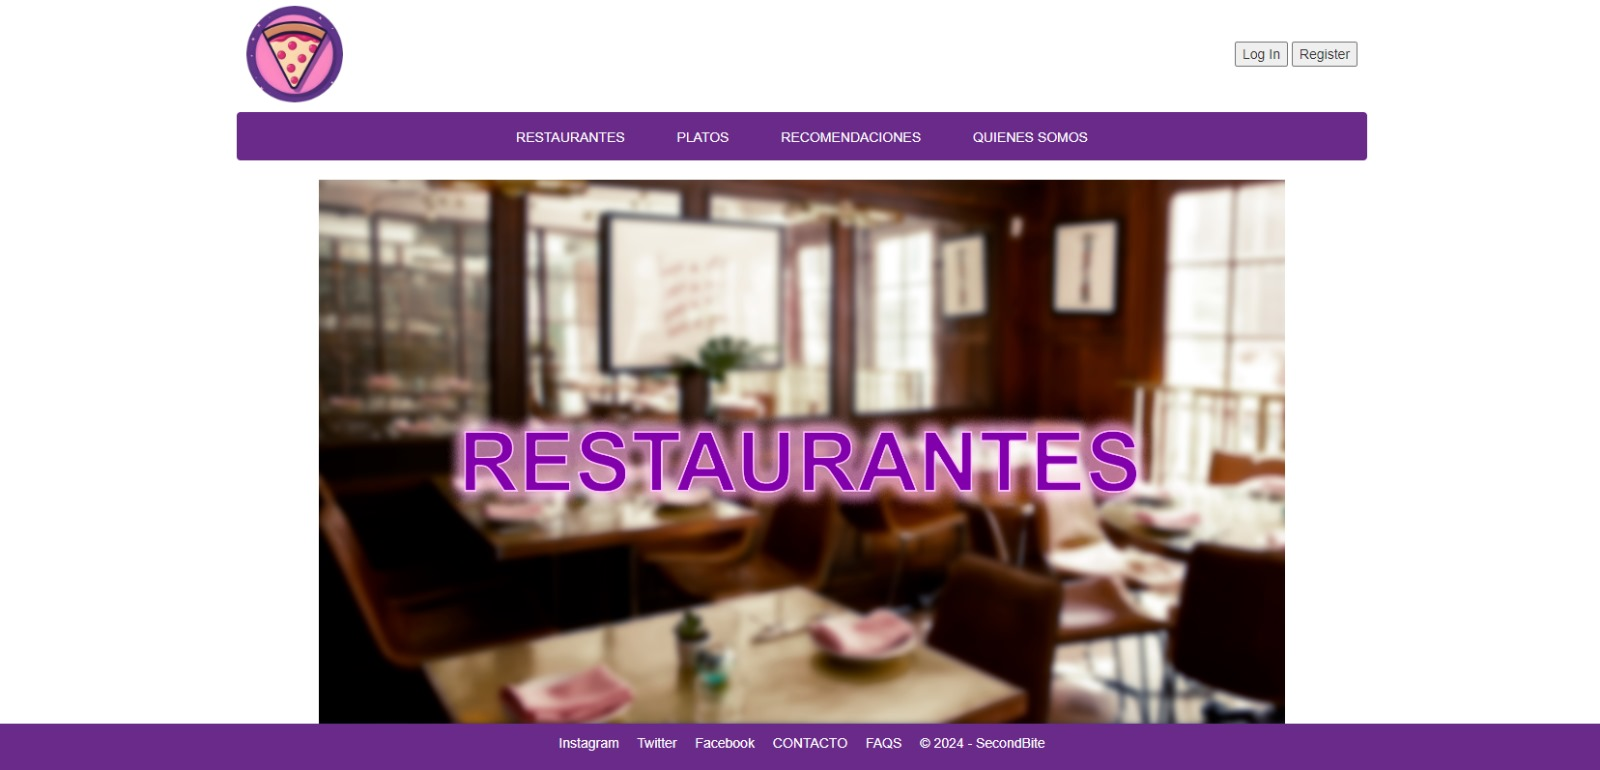 Log In Register
RESTAURANTES PLATOS RECOMENDACIONES QUIENES SOMOS
RESTAURANTES
Instagram Twitter Facebook CONTACTO FAQS © 2024 - SecondBite